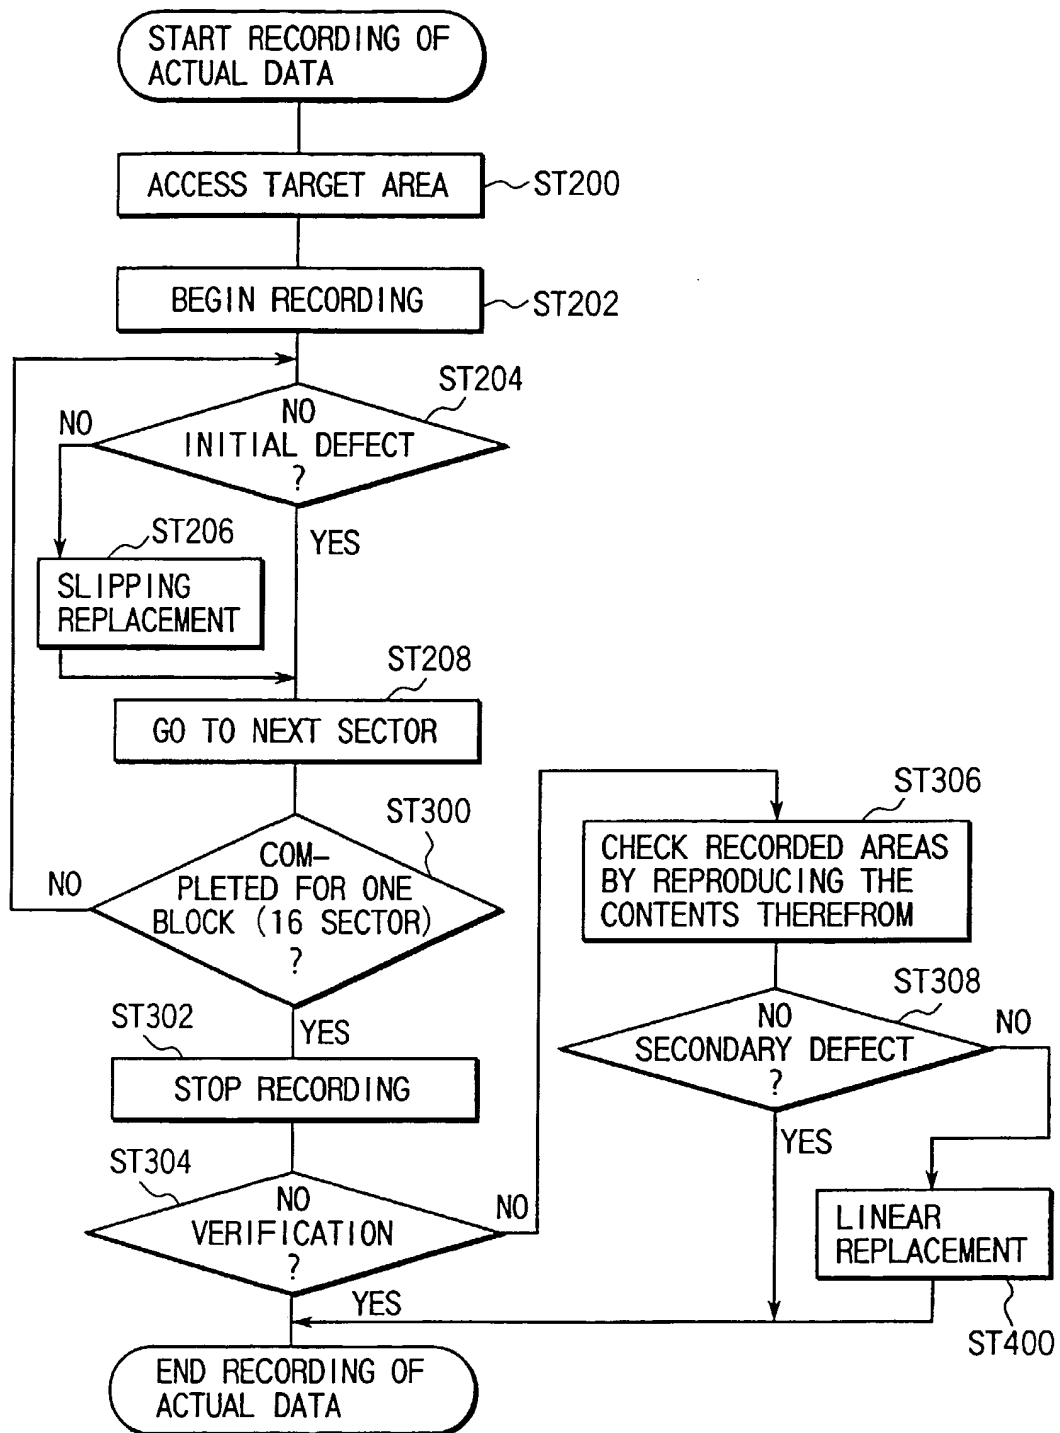 START RECORDING OF
ACTUAL DATA
ACCESS TARGET AREA
ST200
BEGIN RECORDING
ST202
ST204
NO
NO
INITIAL DEFECT
?
YES
ST206
SLIPPING
REPLACEMENT
ST208
GO TO NEXT SECTOR
ST300
NO
COM-
PLETED FOR ONE
BLOCK (16 SECTOR)
?
YES
ST302
STOP RECORDING
ST304
NO
VERIFICATION
?
NO
YES
ST306
CHECK RECORDED AREAS
BY REPRODUCING THE
CONTENTS THEREFROM
ST308
NO
SECONDARY DEFECT
?
NO
YES
LINEAR
REPLACEMENT
ST400
END RECORDING OF
ACTUAL DATA